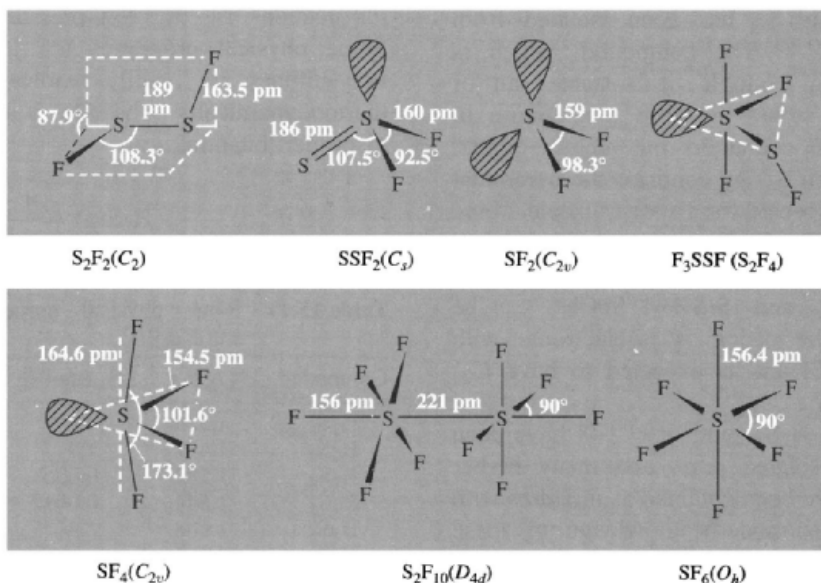 F
189
pm
163.5 pm
87.9°
S
S
108.3°
F
S₂F₂(C₂)
186 pm
S
160 pm
F
107.5°
92.5°
S
F
SSF₂(Cₛ)
S
159 pm
F
98.3°
F
SF₂(C₂ᵥ)
F
F
S
S
F
F
F₃SSF (S₂F₄)
F
164.6 pm
154.5 pm
F
S
101.6°
F
173.1°
F
SF₄(C₂ᵥ)
F
F
F
F
156 pm
221 pm
90°
F
S
S
F
F
F
F
F
S₂F₁₀(D₄d)
F
156.4 pm
F
F
S
90°
F
F
F
SF₆(Oₕ)